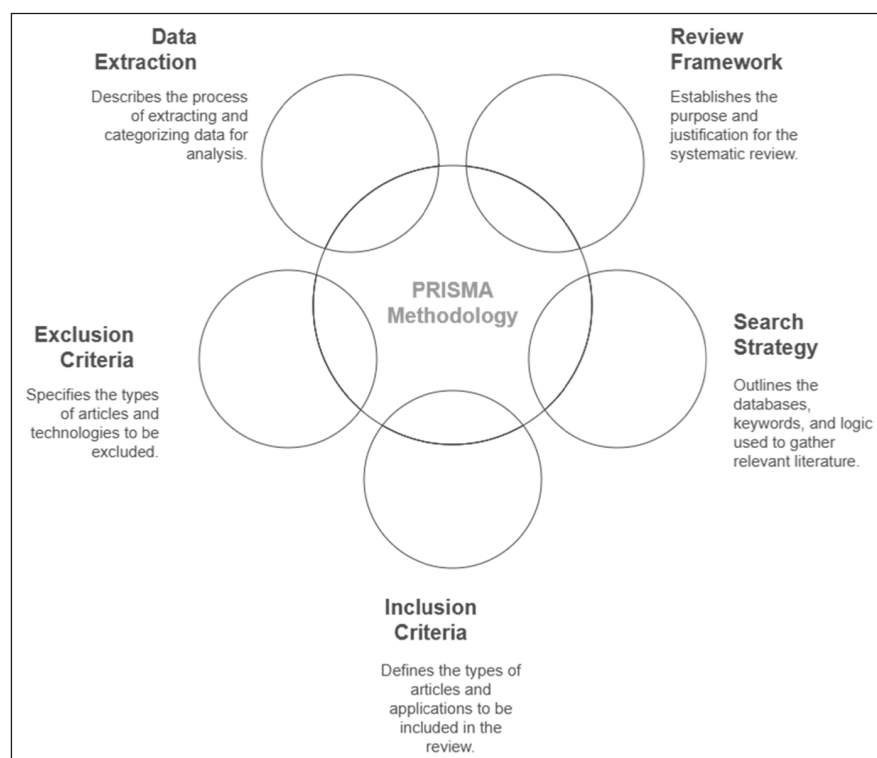 Data
Extraction
Describes the process
of extracting and
categorizing data for
analysis.
Review
Framework
Establishes the
purpose and
justification for the
systematic review.
PRISMA
Methodology
Exclusion
Criteria
Specifies the types
of articles and
technologies to be
excluded.
Search
Strategy
Outlines the
databases,
keywords, and logic
used to gather
relevant literature.
Inclusion
Criteria
Defines the types of
articles and
applications to be
included in the
review.